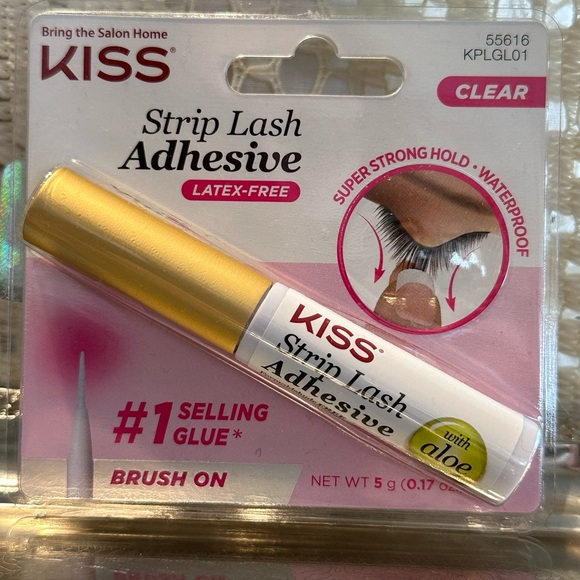 Bring the Salon Home
KISS®
55616
KPLGL01
CLEAR
Strip Lash
Adhesive
LATEX-FREE
SUPER STRONG HOLD • WATERPROOF
KISS®
Strip Lash
Adhesive
with
aloe
#1 SELLING
GLUE*
BRUSH ON
NET WT 5 g (0.17 oz